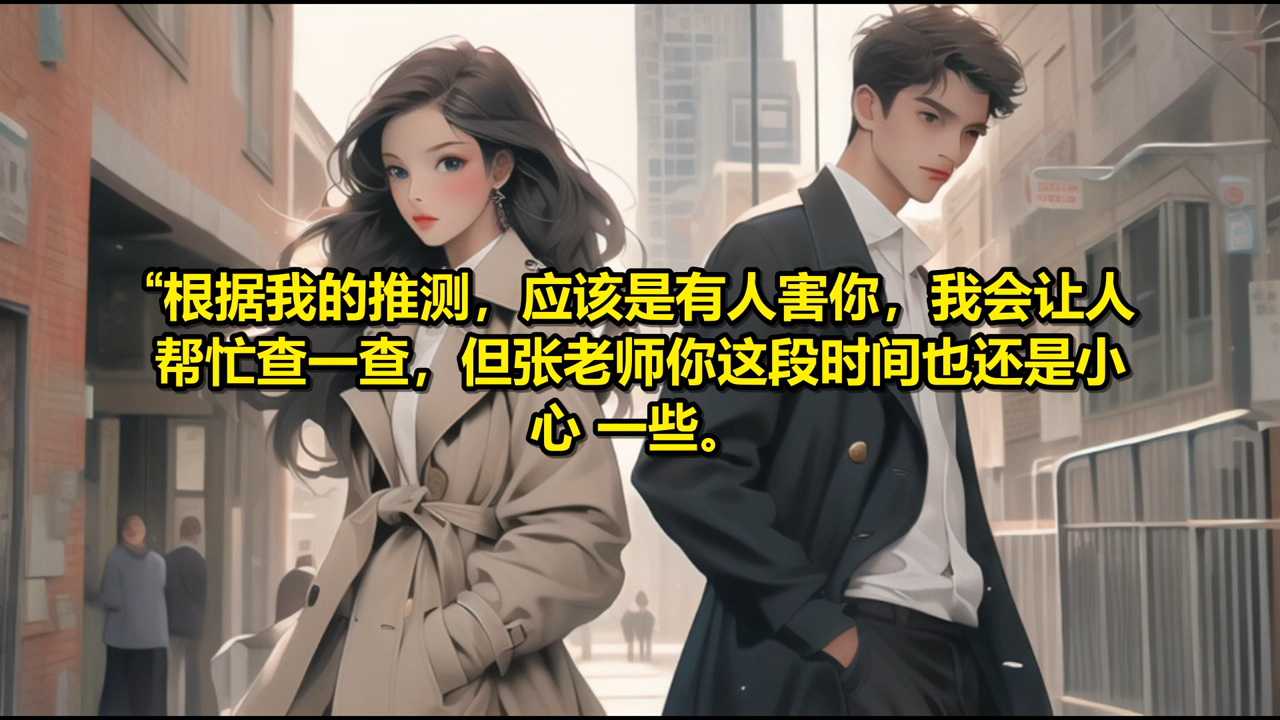 “根据我的推测，应该是有人害你，我会让人
帮忙查一查，但张老师你这段时间也还是小
心 一些。